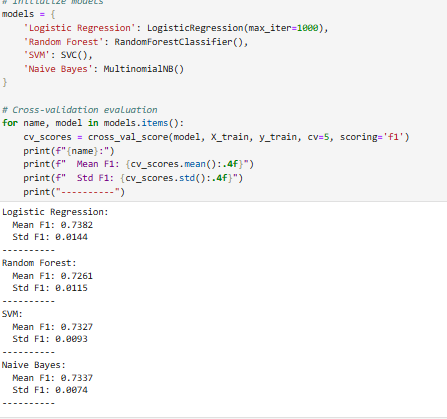 # Initialize models
models = {
    'Logistic Regression': LogisticRegression(max_iter=1000),
    'Random Forest': RandomForestClassifier(),
    'SVM': SVC(),
    'Naive Bayes': MultinomialNB()
}
# Cross-validation evaluation
for name, model in models.items():
    cv_scores = cross_val_score(model, X_train, y_train, cv=5, scoring='f1')
    print(f"{name}:")
    print(f"  Mean F1: {cv_scores.mean():.4f}")
    print(f"  Std F1: {cv_scores.std():.4f}")
    print("----------")
Logistic Regression:
  Mean F1: 0.7382
  Std F1: 0.0144
----------
Random Forest:
  Mean F1: 0.7261
  Std F1: 0.0115
----------
SVM:
  Mean F1: 0.7327
  Std F1: 0.0093
----------
Naive Bayes:
  Mean F1: 0.7337
  Std F1: 0.0074
----------